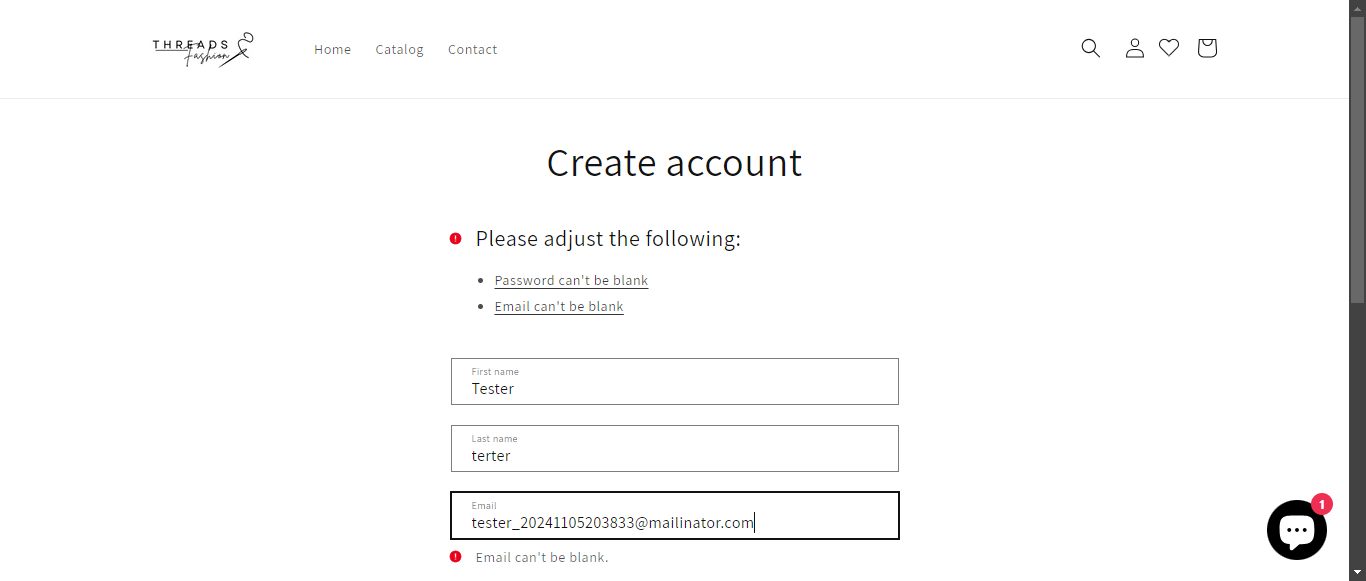 THREADS
Fashion
Home
Catalog
Contact
Create account
Please adjust the following:
Password can't be blank
Email can't be blank
First name
Tester
Last name
terter
Email
tester_20241105203833@mailinator.com
Email can't be blank.
1